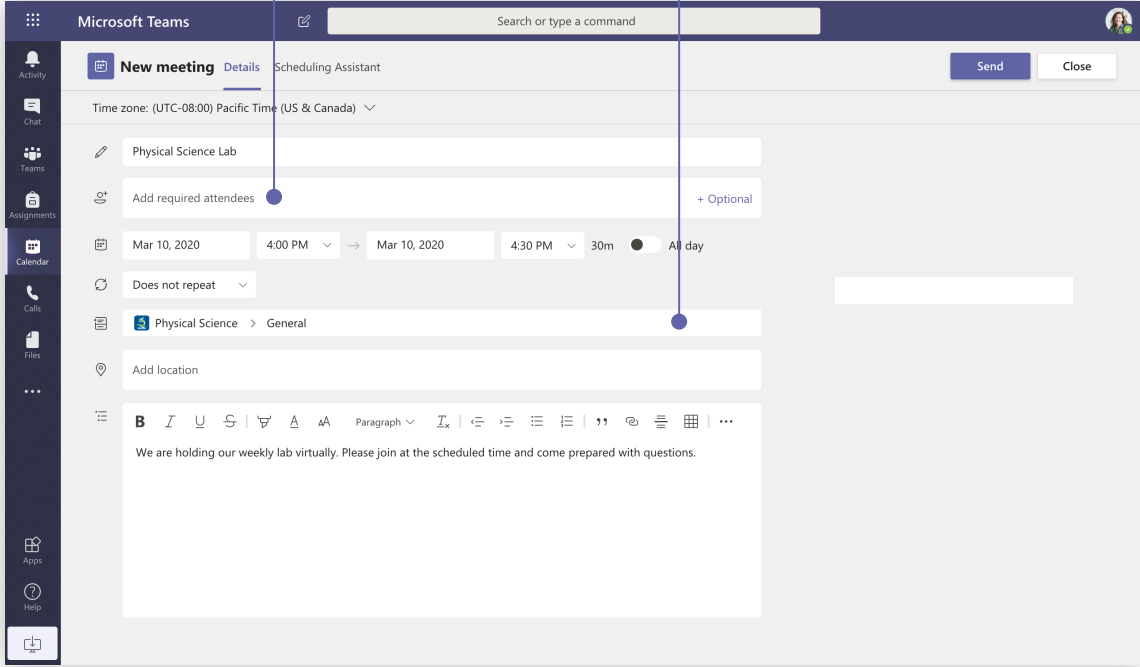 Microsoft Teams
Search or type a command
Activity
Chat
Teams
Assignments
Calendar
Calls
Files
Apps
Help
New meeting Details Scheduling Assistant
Send Close
Time zone: (UTC-08:00) Pacific Time (US & Canada)
Physical Science Lab
Add required attendees + Optional
Mar 10, 2020 4:00 PM → Mar 10, 2020 4:30 PM 30m All day
Does not repeat
Physical Science > General
Add location
B I U S A AA Paragraph Tx
We are holding our weekly lab virtually. Please join at the scheduled time and come prepared with questions.